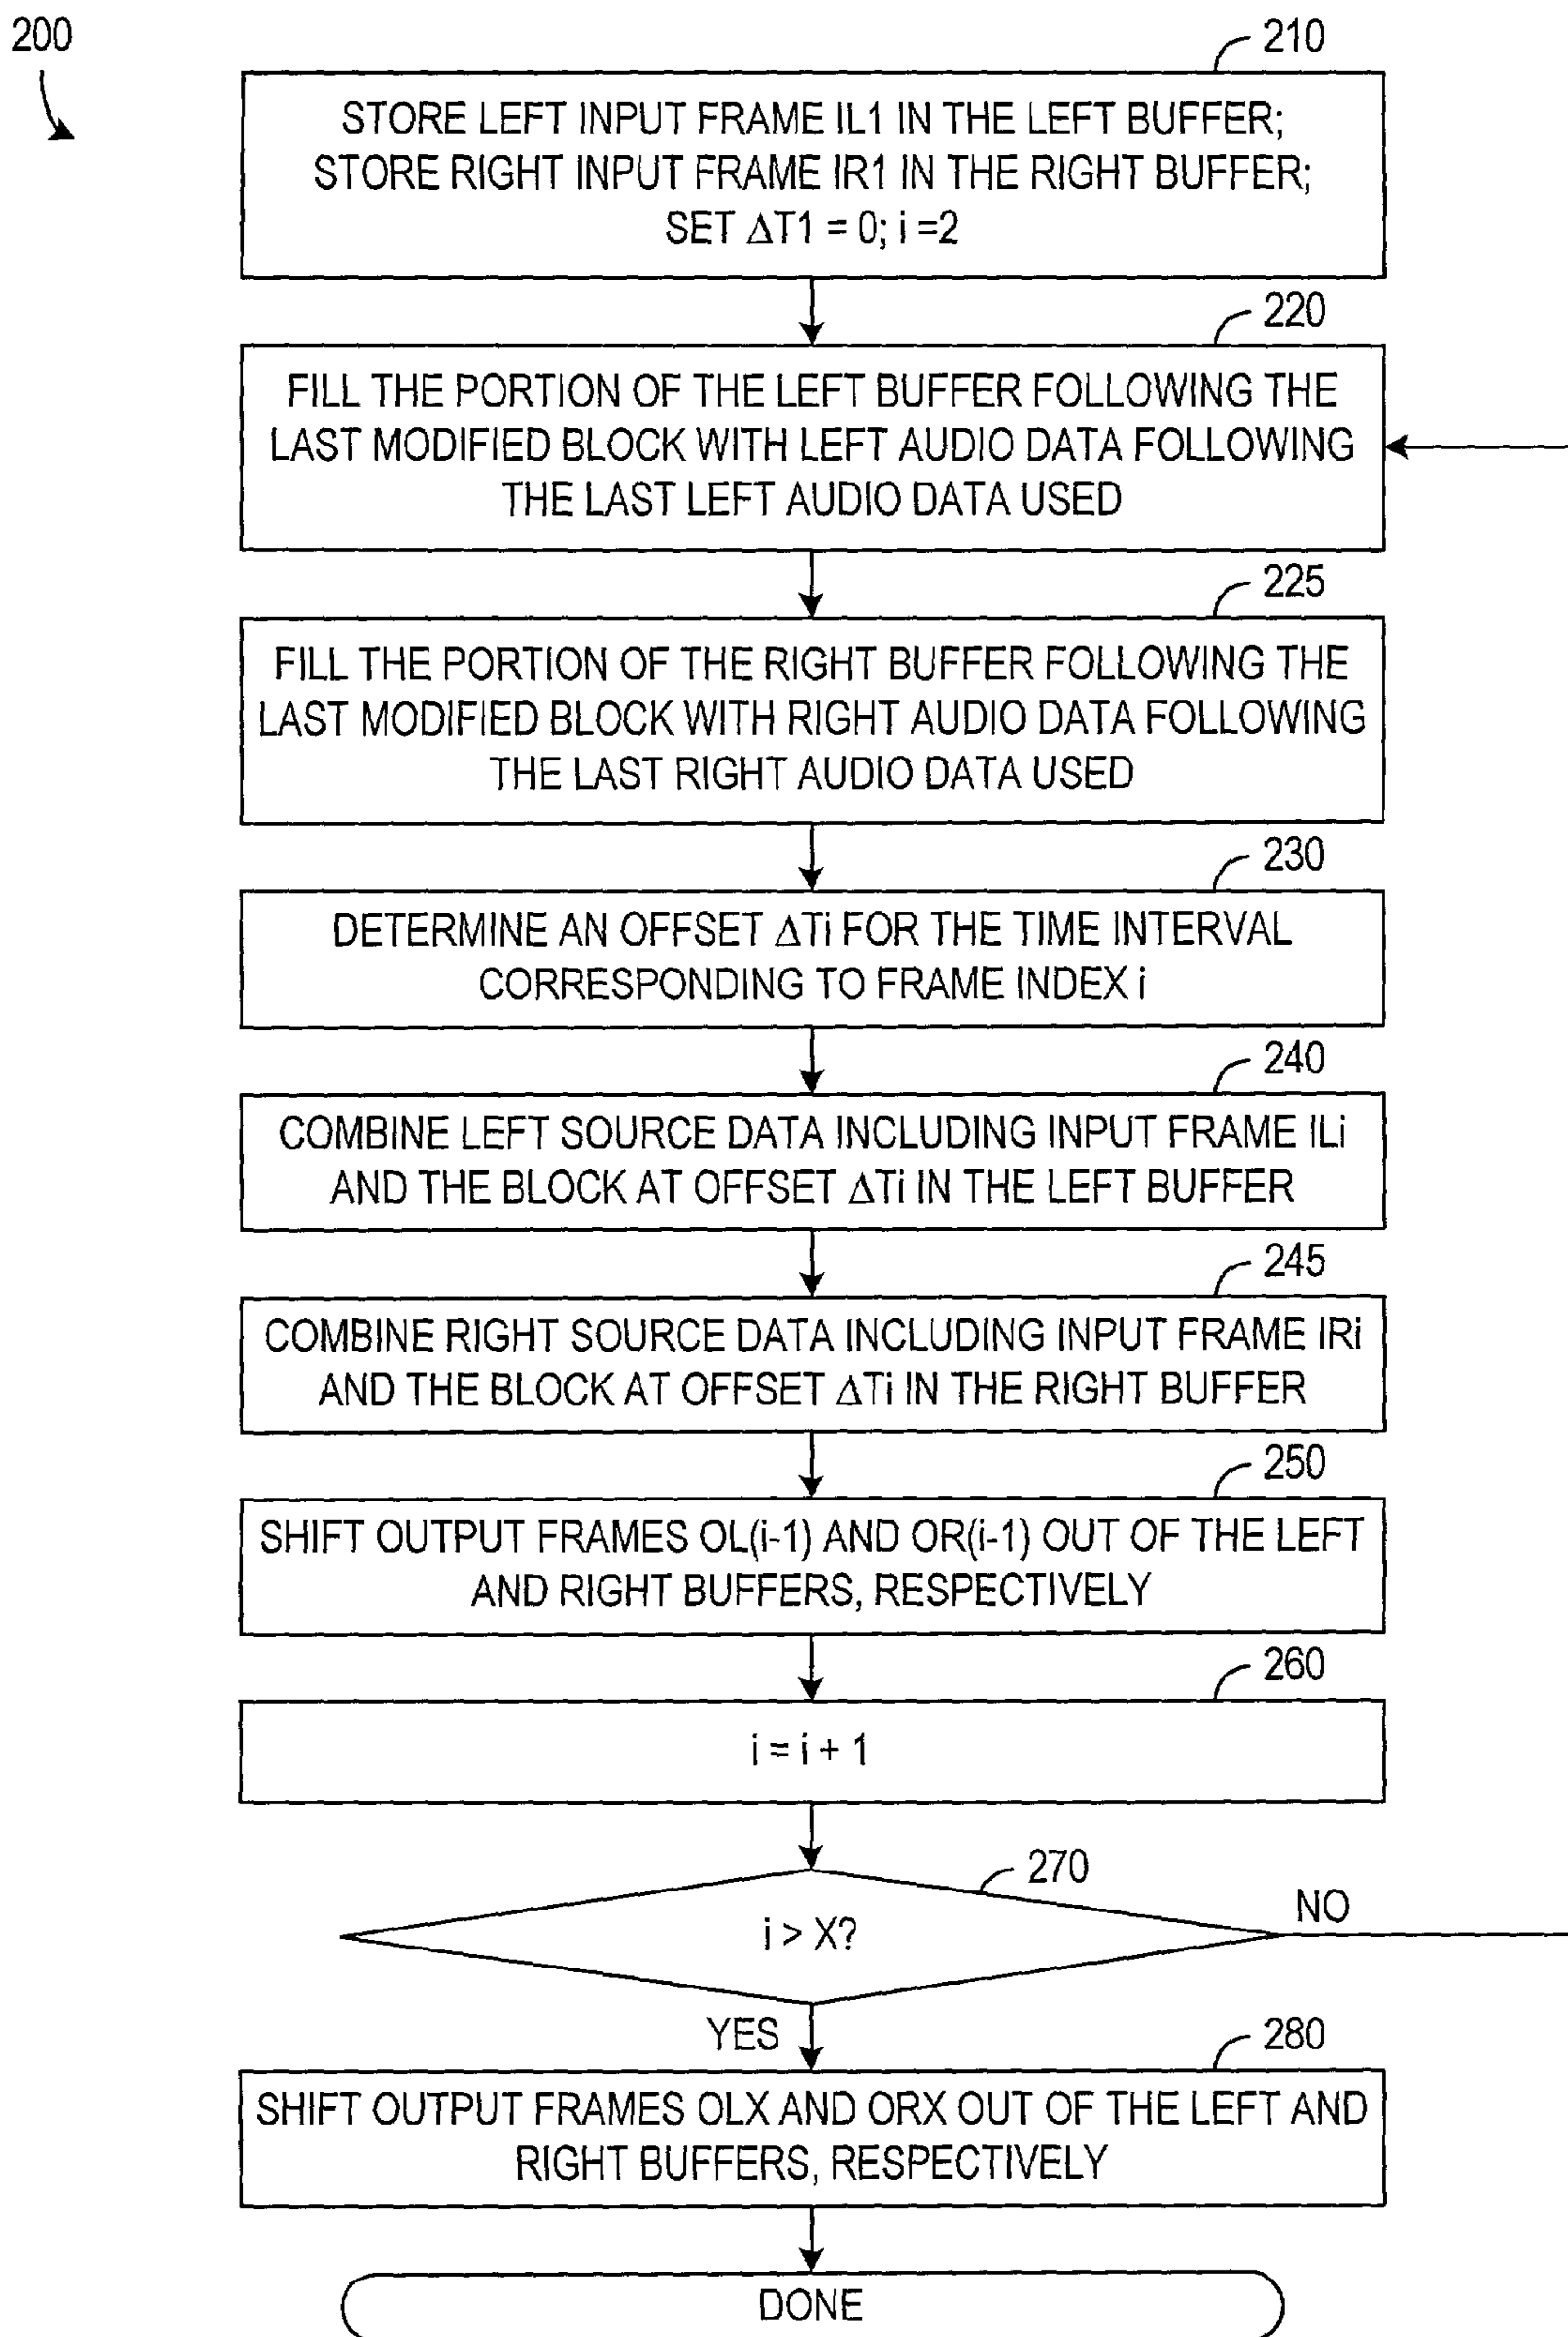 200
210
STORE LEFT INPUT FRAME IL1 IN THE LEFT BUFFER;
STORE RIGHT INPUT FRAME IR1 IN THE RIGHT BUFFER;
SET ΔT1 = 0; i =2
220
FILL THE PORTION OF THE LEFT BUFFER FOLLOWING THE
LAST MODIFIED BLOCK WITH LEFT AUDIO DATA FOLLOWING
THE LAST LEFT AUDIO DATA USED
225
FILL THE PORTION OF THE RIGHT BUFFER FOLLOWING THE
LAST MODIFIED BLOCK WITH RIGHT AUDIO DATA FOLLOWING
THE LAST RIGHT AUDIO DATA USED
230
DETERMINE AN OFFSET ΔTi FOR THE TIME INTERVAL
CORRESPONDING TO FRAME INDEX i
240
COMBINE LEFT SOURCE DATA INCLUDING INPUT FRAME ILi
AND THE BLOCK AT OFFSET ΔTi IN THE LEFT BUFFER
245
COMBINE RIGHT SOURCE DATA INCLUDING INPUT FRAME IRi
AND THE BLOCK AT OFFSET ΔTi IN THE RIGHT BUFFER
250
SHIFT OUTPUT FRAMES OL(i-1) AND OR(i-1) OUT OF THE LEFT
AND RIGHT BUFFERS, RESPECTIVELY
260
i = i + 1
270
i > X?
NO
YES
280
SHIFT OUTPUT FRAMES OLX AND ORX OUT OF THE LEFT AND
RIGHT BUFFERS, RESPECTIVELY
DONE